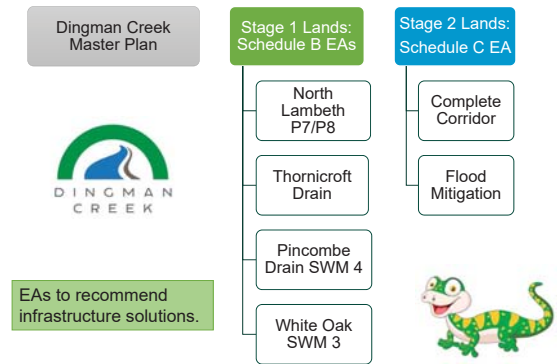 Dingman Creek
Master Plan
Stage 1 Lands:
Schedule B EAs
Stage 2 Lands:
Schedule C EA
North
Lambeth
P7/P8
Complete
Corridor
DINGMAN
CREEK
Thornicroft
Drain
Flood
Mitigation
Pincombe
Drain SWM 4
EAs to recommend
infrastructure solutions.
White Oak
SWM 3